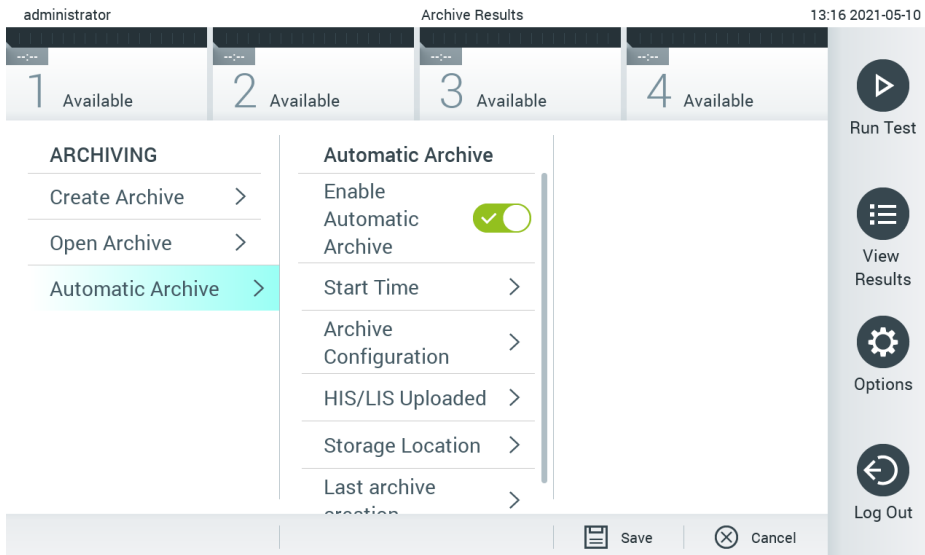 administrator
Archive Results
13:16 2021-05-10
--:--
1 Available
--:--
2 Available
--:--
3 Available
--:--
4 Available
ARCHIVING
Create Archive
Open Archive
Automatic Archive
Automatic Archive
Enable
Automatic
Archive
Start Time
Archive
Configuration
HIS/LIS Uploaded
Storage Location
Last archive
creation
Save
Cancel
Run Test
View
Results
Options
Log Out